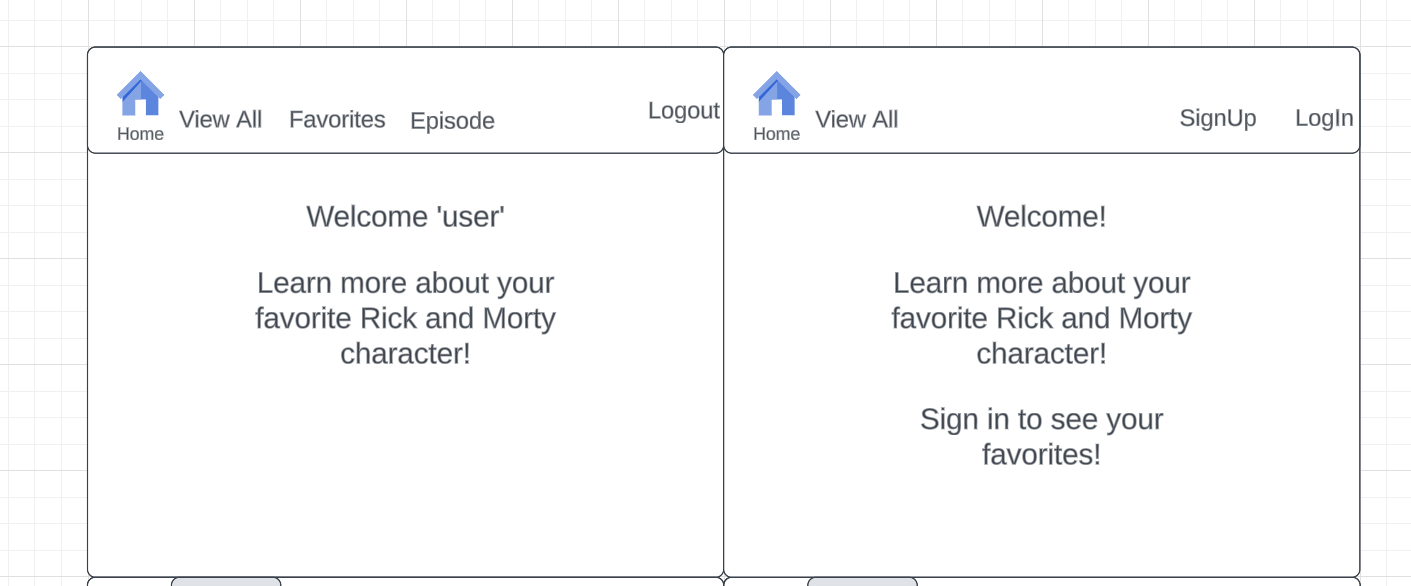 Home
View All
Favorites
Episode
Logout
Welcome 'user'
Learn more about your
favorite Rick and Morty
character!
Home
View All
SignUp
LogIn
Welcome!
Learn more about your
favorite Rick and Morty
character!
Sign in to see your
favorites!